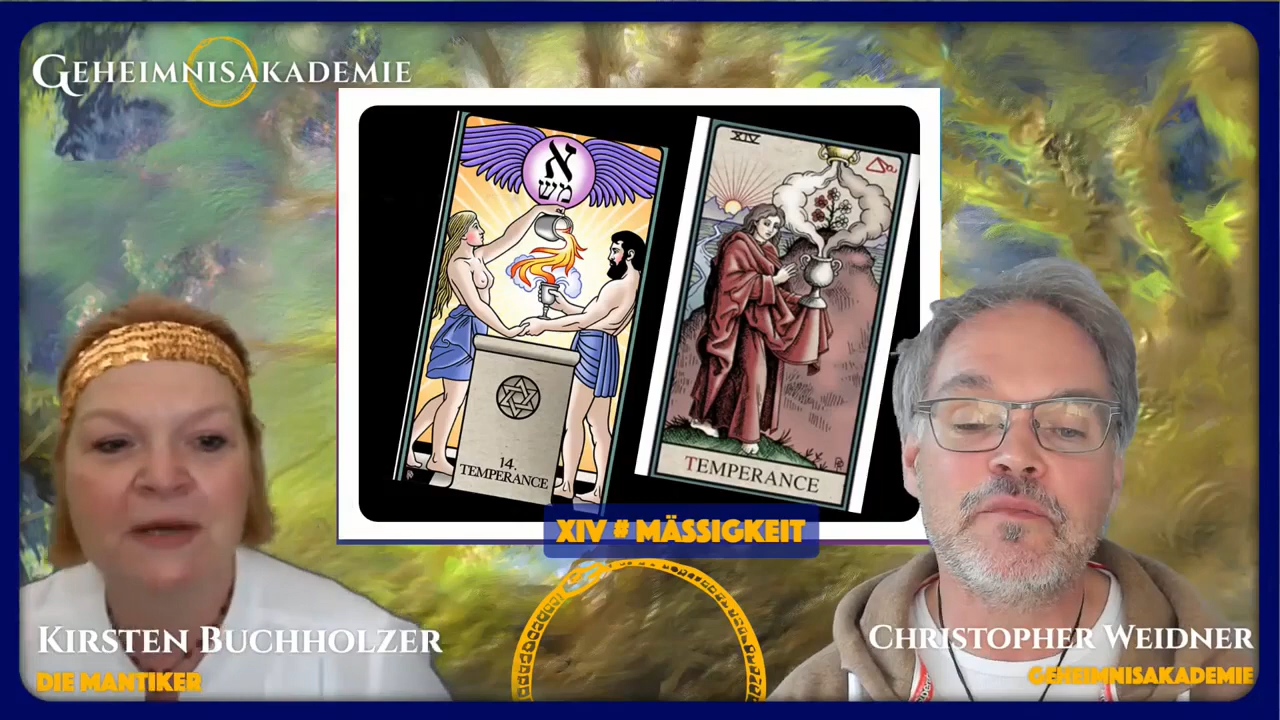 GEHEIMNISAKADEMIE
א
מש
14.
TEMPERANCE
XIV
TEMPERANCE
XIV # MÄSSIGKEIT
KIRSTEN BUCHHOLZER
DIE MANTIKER
CHRISTOPHER WEIDNER
GEHEIMNISAKADEMIE